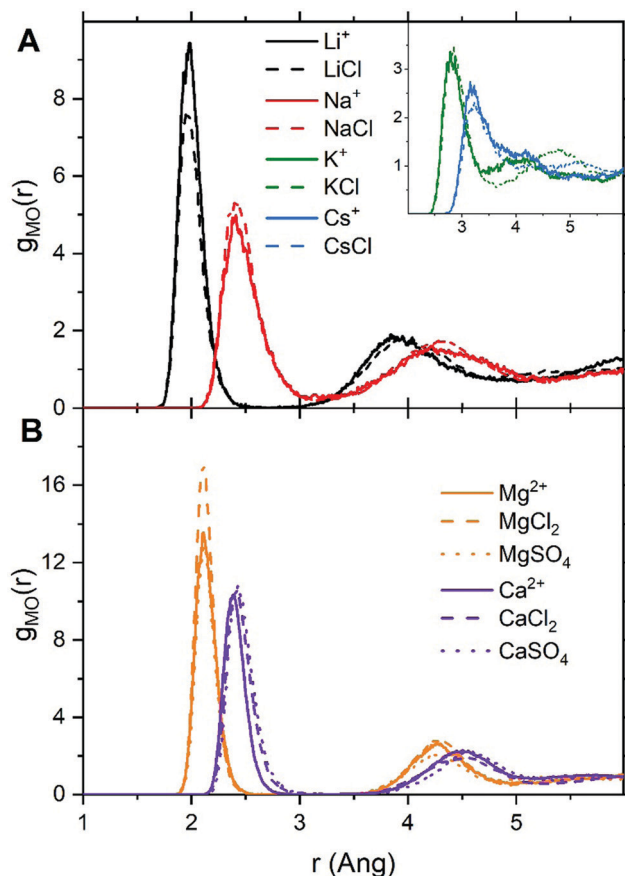 A
g_MO(r)
8
6
4
2
0
Li⁺
LiCl
Na⁺
NaCl
K⁺
KCl
Cs⁺
CsCl
3
2
1
3 4 5
B
g_MO(r)
16
12
8
4
0
Mg²⁺
MgCl₂
MgSO₄
Ca²⁺
CaCl₂
CaSO₄
1 2 3 4 5
r (Ang)